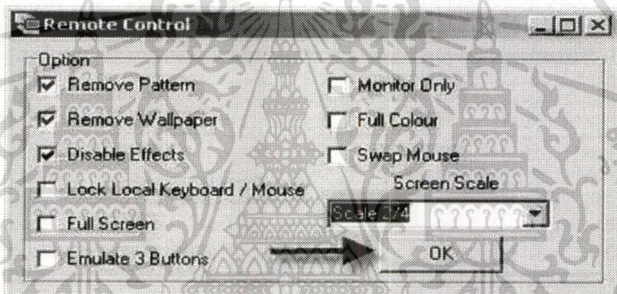 Remote Control
Option
Remove Pattern
Remove Wallpaper
Disable Effects
Lock Local Keyboard / Mouse
Full Screen
Emulate 3 Buttons
Monitor Only
Full Colour
Swap Mouse
Screen Scale
Scale 2/4
OK